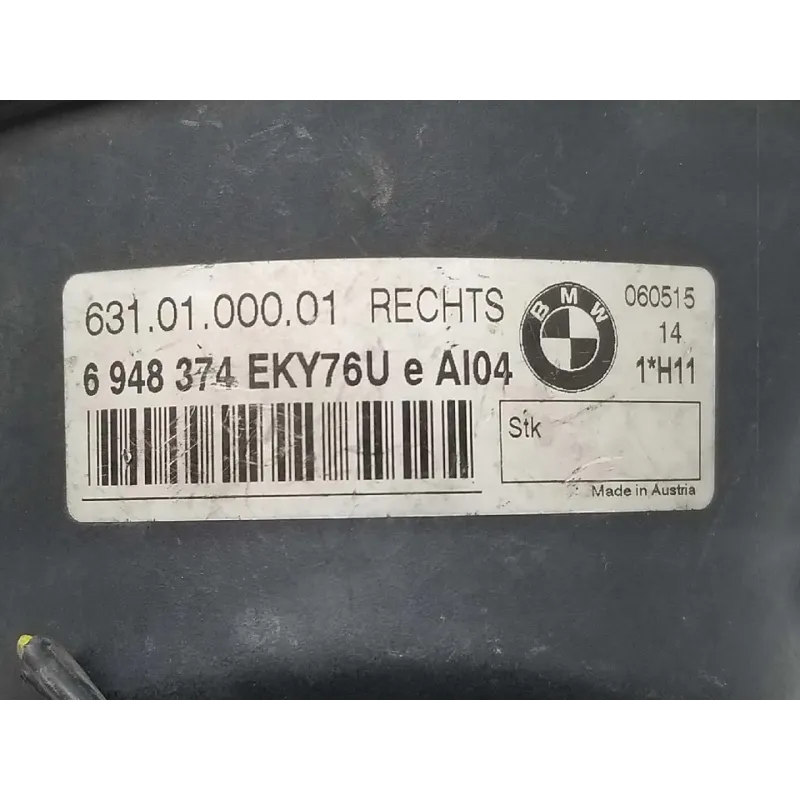 631.01.000.01 RECHTS
6 948 374 EKY76U e AI04
BMW
060515
14
1*H11
Stk
Made in Austria